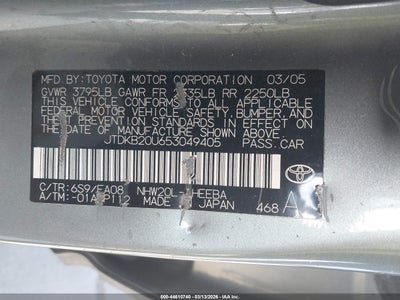 MFD. BY: TOYOTA MOTOR CORPORATION 03/05
GVWR 3795LB GAWR FR 2335LB RR 2250LB
THIS VEHICLE CONFORMS TO ALL APPLICABLE
FEDERAL MOTOR VEHICLE SAFETY, BUMPER, AND
THEFT PREVENTION STANDARDS IN EFFECT ON THE
DATE OF MANUFACTURE SHOWN ABOVE.
JTDKB20U653049405 PASS.CAR
C/TR: 6S9/FA08 NHW20L-AHEEBA
A/TM: -01A/P112 MADE IN JAPAN 468
TOYOTA
000-44610740 - 03/13/2026 - COPYRIGHT IAA